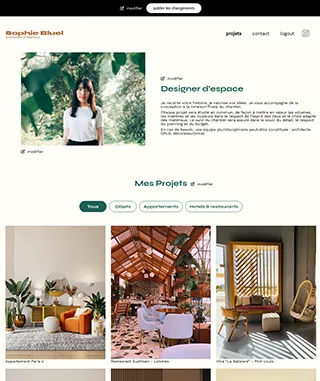 modifier publier les changements
Sophie Bluel
projets contact logout
modifier
Designer d'espace
Je raconte votre histoire, je valorise vos idées. Je vous accompagne de la
conception à la livraison finale du chantier.
Chaque projet sera étudié en commun, de façon à mettre en valeur les volumes,
les matières et les couleurs dans le respect de l'esprit des lieux et le choix adapté
des matériaux. Le suivi du chantier sera assuré dans le souci du détail, le respect
du planning et du budget.
En cas de besoin, une équipe pluridisciplinaire peut-être constituée : architecte
DPLG, décorateur(trice)
modifier
Mes Projets modifier
Tous Objets Appartements Hotels & restaurants
Appartement Paris V
Restaurant Sushisen - Londres
Villa "La Balisiere" - Port Louis